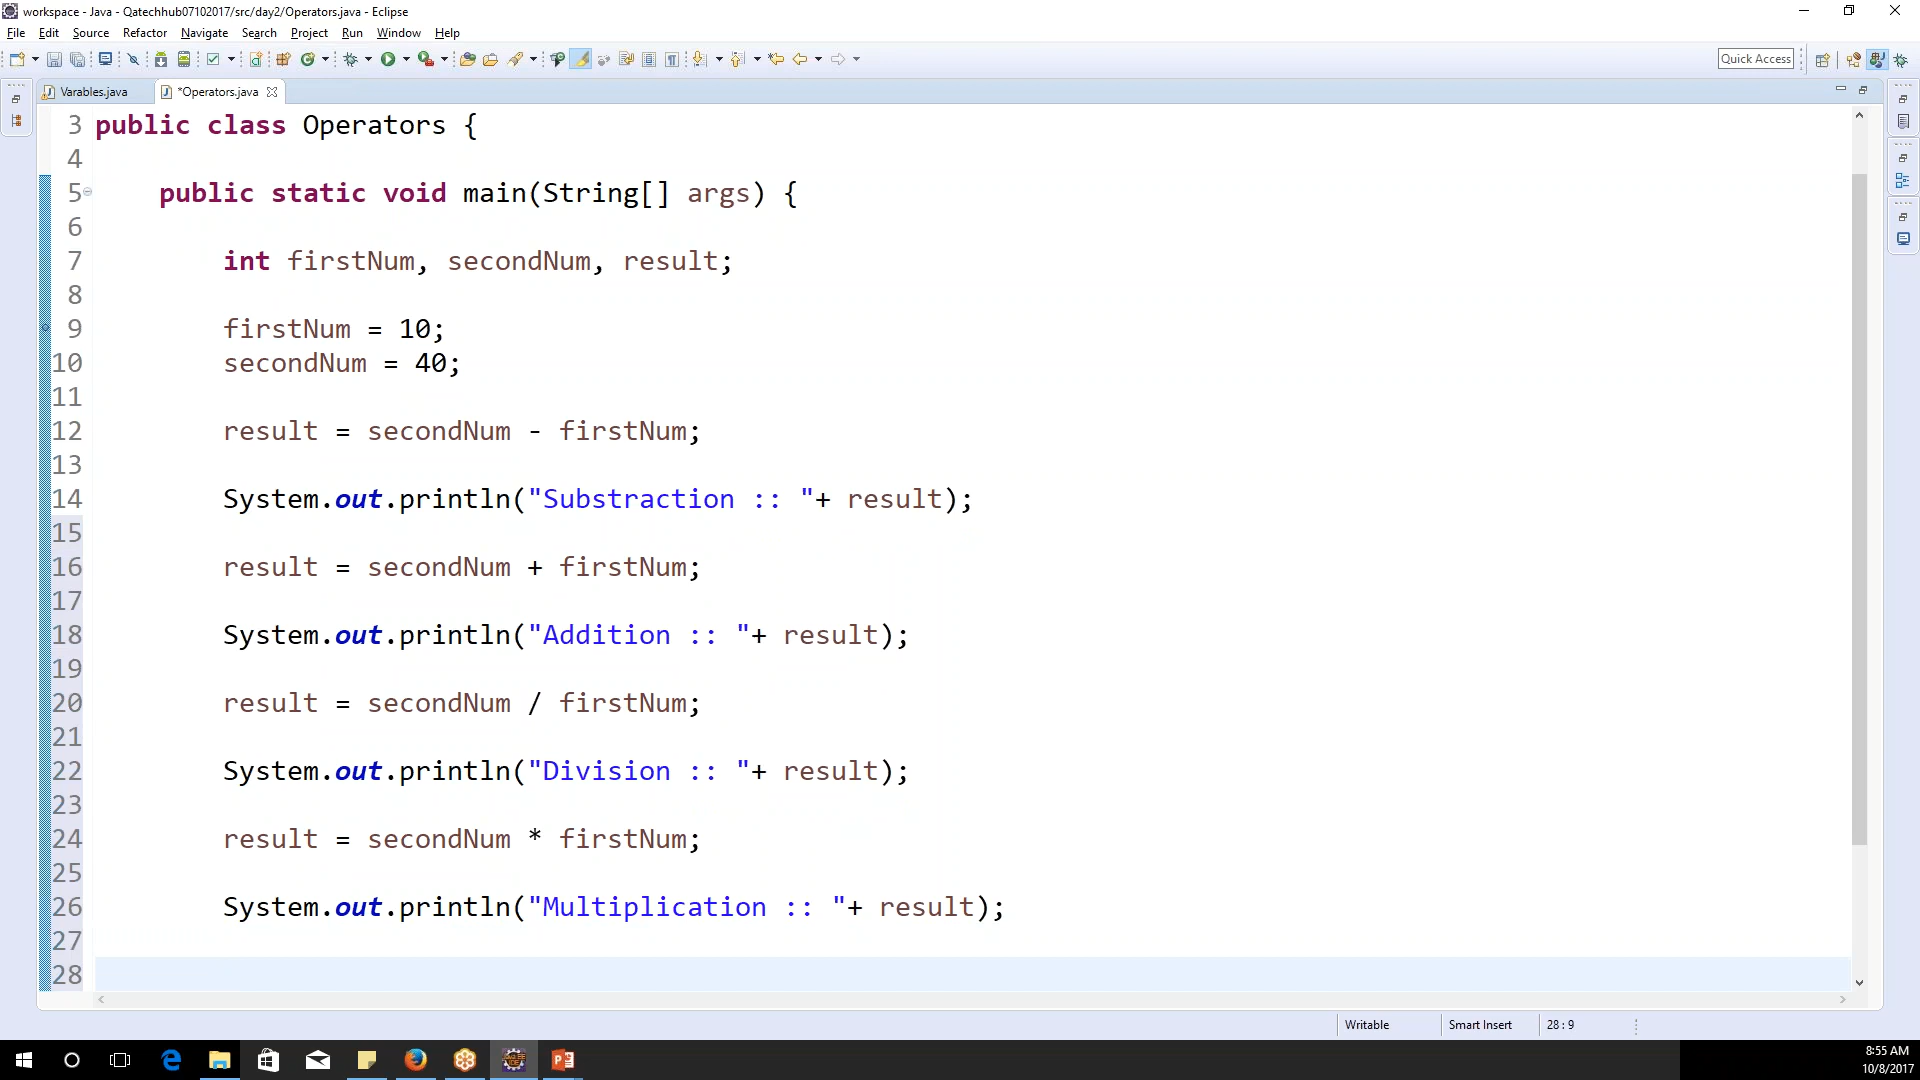 workspace - Java - Qatechhub07102017/src/day2/Operators.java - Eclipse
File Edit Source Refactor Navigate Search Project Run Window Help
Quick Access
Varables.java *Operators.java
3 public class Operators {
4
5 public static void main(String[] args) {
6
7 int firstNum, secondNum, result;
8
9 firstNum = 10;
10 secondNum = 40;
11
12 result = secondNum - firstNum;
13
14 System.out.println("Substraction :: "+ result);
15
16 result = secondNum + firstNum;
17
18 System.out.println("Addition :: "+ result);
19
20 result = secondNum / firstNum;
21
22 System.out.println("Division :: "+ result);
23
24 result = secondNum * firstNum;
25
26 System.out.println("Multiplication :: "+ result);
27
28
Writable Smart Insert 28 : 9
8:55 AM
10/8/2017